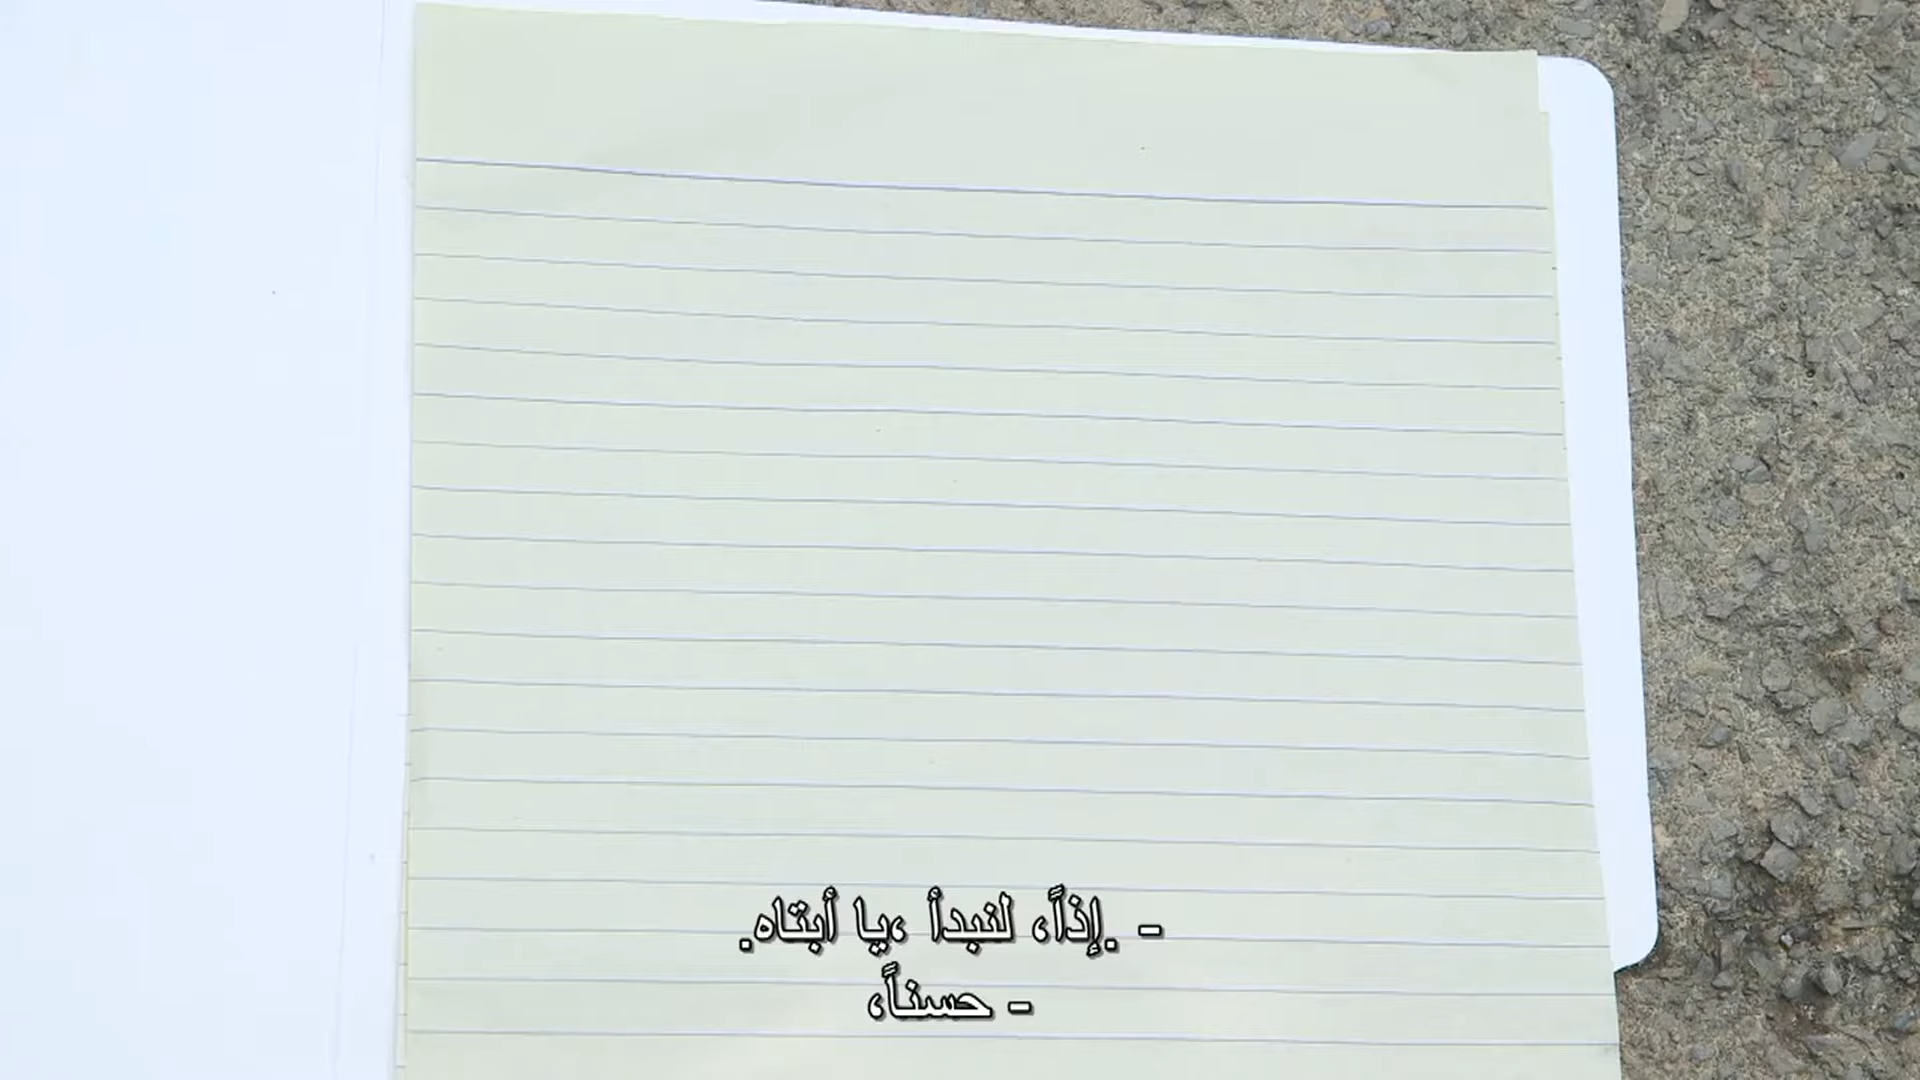 - .إذاً، لنبدأ ،يا أبتاه.
- حسناً،